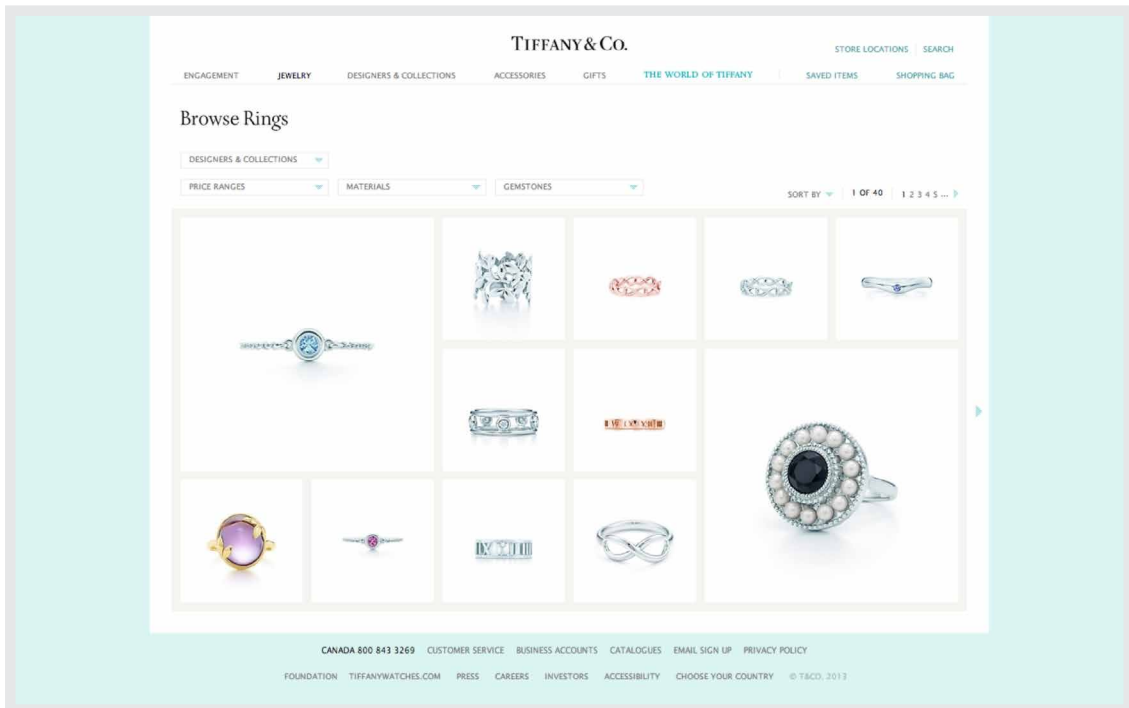 TIFFANY & CO.
STORE LOCATIONS SEARCH
ENGAGEMENT JEWELRY DESIGNERS & COLLECTIONS ACCESSORIES GIFTS THE WORLD OF TIFFANY SAVED ITEMS SHOPPING BAG
Browse Rings
DESIGNERS & COLLECTIONS
PRICE RANGES MATERIALS GEMSTONES
SORT BY 1 OF 40 1 2 3 4 5 ...
CANADA 800 843 3269 CUSTOMER SERVICE BUSINESS ACCOUNTS CATALOGUES EMAIL SIGN UP PRIVACY POLICY
FOUNDATION TIFFANYWATCHES.COM PRESS CAREERS INVESTORS ACCESSIBILITY CHOOSE YOUR COUNTRY © T&CO. 2013